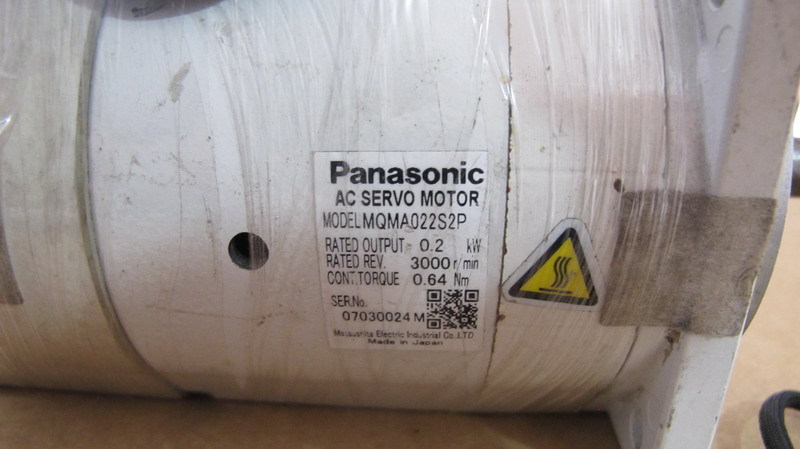 Panasonic
AC SERVO MOTOR
MODEL MQMA022S2P
RATED OUTPUT 0.2 kW
RATED REV. 3000 r/min
CONT.TORQUE 0.64 Nm
SER.No.
07030024 M
Matsushita Electric Industrial Co.,LTD
Made in Japan